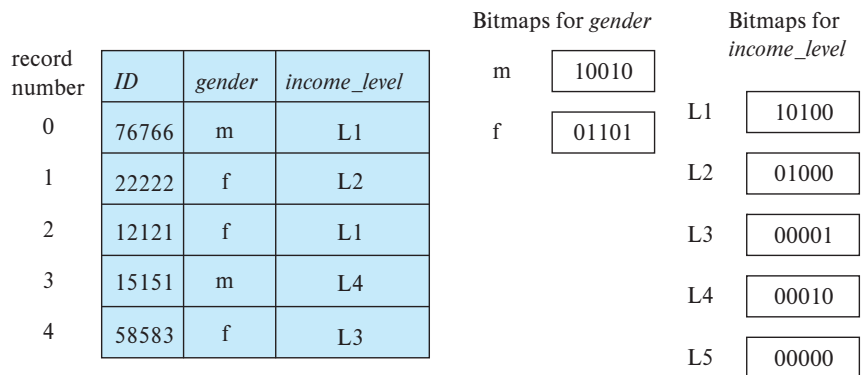 record
number
ID gender income_level
0 76766 m L1
1 22222 f L2
2 12121 f L1
3 15151 m L4
4 58583 f L3
Bitmaps for gender
m 10010
f 01101
Bitmaps for
income_level
L1 10100
L2 01000
L3 00001
L4 00010
L5 00000